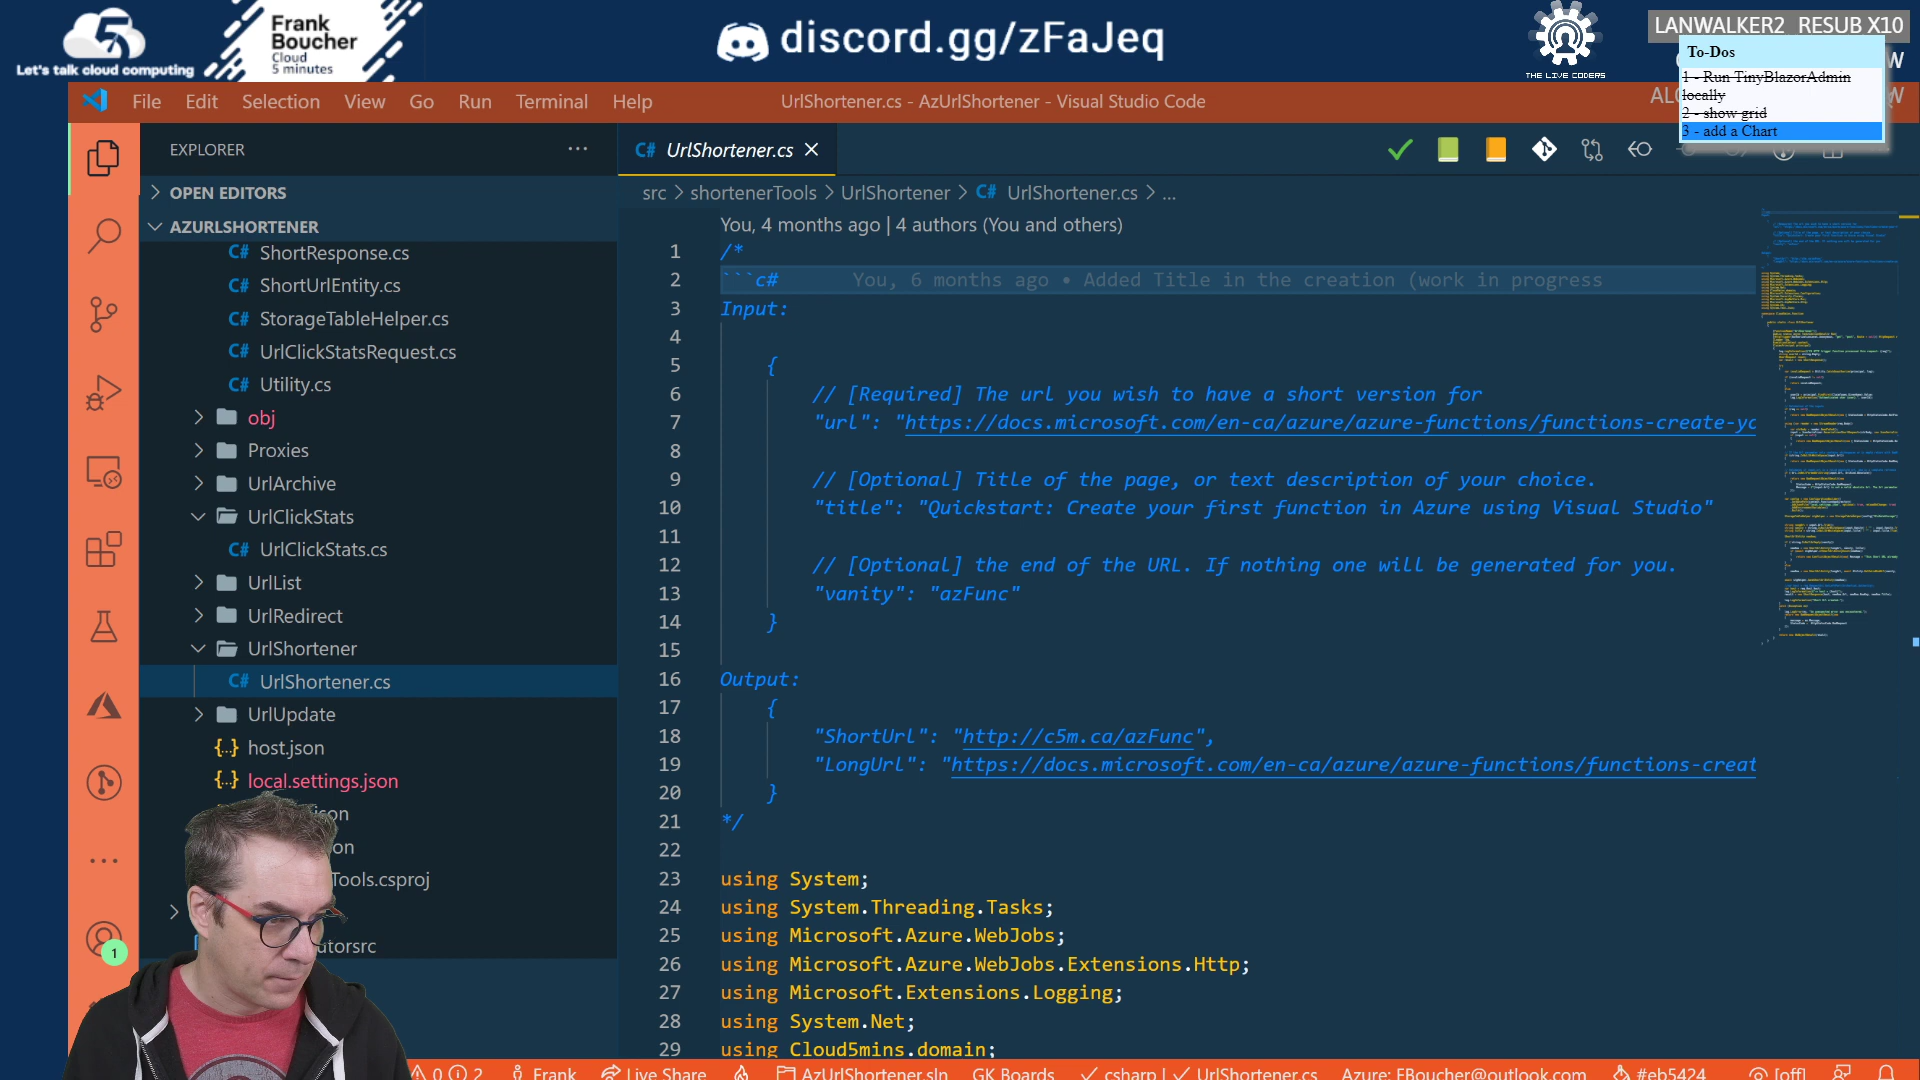 5
Let's talk cloud computing
Frank
Boucher
Cloud
5 minutes
discord.gg/zFaJeq
THE LIVE CODERS
LANWALKER2 RESUB X10
To-Dos
1 - Run TinyBlazorAdmin
locally
2 - show grid
3 - add a Chart
File Edit Selection View Go Run Terminal Help
UrlShortener.cs - AzUrlShortener - Visual Studio Code
EXPLORER
OPEN EDITORS
AZURLSHORTENER
C# ShortResponse.cs
C# ShortUrlEntity.cs
C# StorageTableHelper.cs
C# UrlClickStatsRequest.cs
C# Utility.cs
obj
Proxies
UrlArchive
UrlClickStats
C# UrlClickStats.cs
UrlList
UrlRedirect
UrlShortener
C# UrlShortener.cs
UrlUpdate
{..} host.json
{..} local.settings.json
Tools.csproj
1
C# UrlShortener.cs
src > shortenerTools > UrlShortener > C# UrlShortener.cs > ...
You, 4 months ago | 4 authors (You and others)
1 /*
2 ```c# You, 6 months ago • Added Title in the creation (work in progress
3 Input:
4
5 {
6 // [Required] The url you wish to have a short version for
7 "url": "https://docs.microsoft.com/en-ca/azure/azure-functions/functions-create-yo
8
9 // [Optional] Title of the page, or text description of your choice.
10 "title": "Quickstart: Create your first function in Azure using Visual Studio"
11
12 // [Optional] the end of the URL. If nothing one will be generated for you.
13 "vanity": "azFunc"
14 }
15
16 Output:
17 {
18 "ShortUrl": "http://c5m.ca/azFunc",
19 "LongUrl": "https://docs.microsoft.com/en-ca/azure/azure-functions/functions-creat
20 }
21 */
22
23 using System;
24 using System.Threading.Tasks;
25 using Microsoft.Azure.WebJobs;
26 using Microsoft.Azure.WebJobs.Extensions.Http;
27 using Microsoft.Extensions.Logging;
28 using System.Net;
29 using Cloud5mins.domain;
0 2 Frank Live Share AzUrlShortener.sln GK Boards csharp | UrlShortener.cs Azure: FBoucher@outlook.com #eb5424 [off]